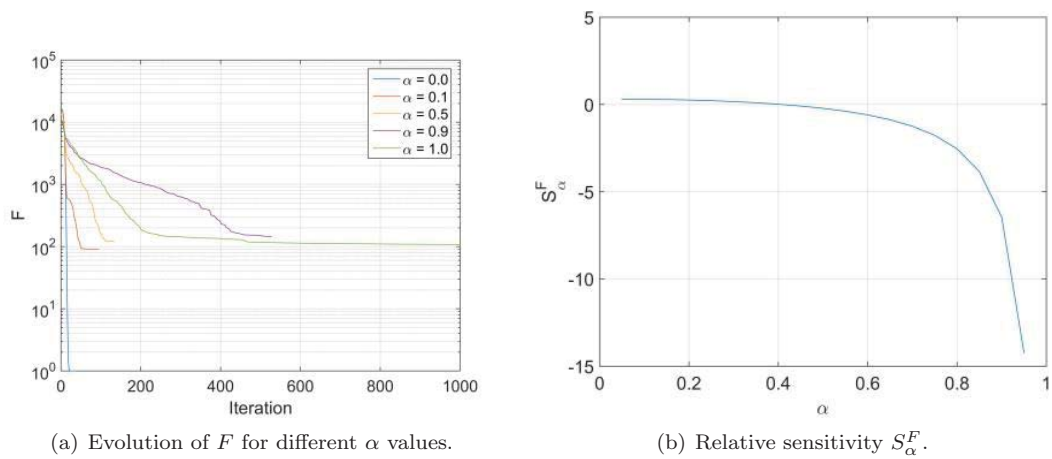 10^5
10^4
10^3
10^2
10^1
10^0
F
0
200
400
600
800
1000
Iteration
α = 0.0
α = 0.1
α = 0.5
α = 0.9
α = 1.0
(a) Evolution of F for different α values.
5
0
-5
-10
-15
S_α^F
0
0.2
0.4
0.6
0.8
1
α
(b) Relative sensitivity S_α^F.